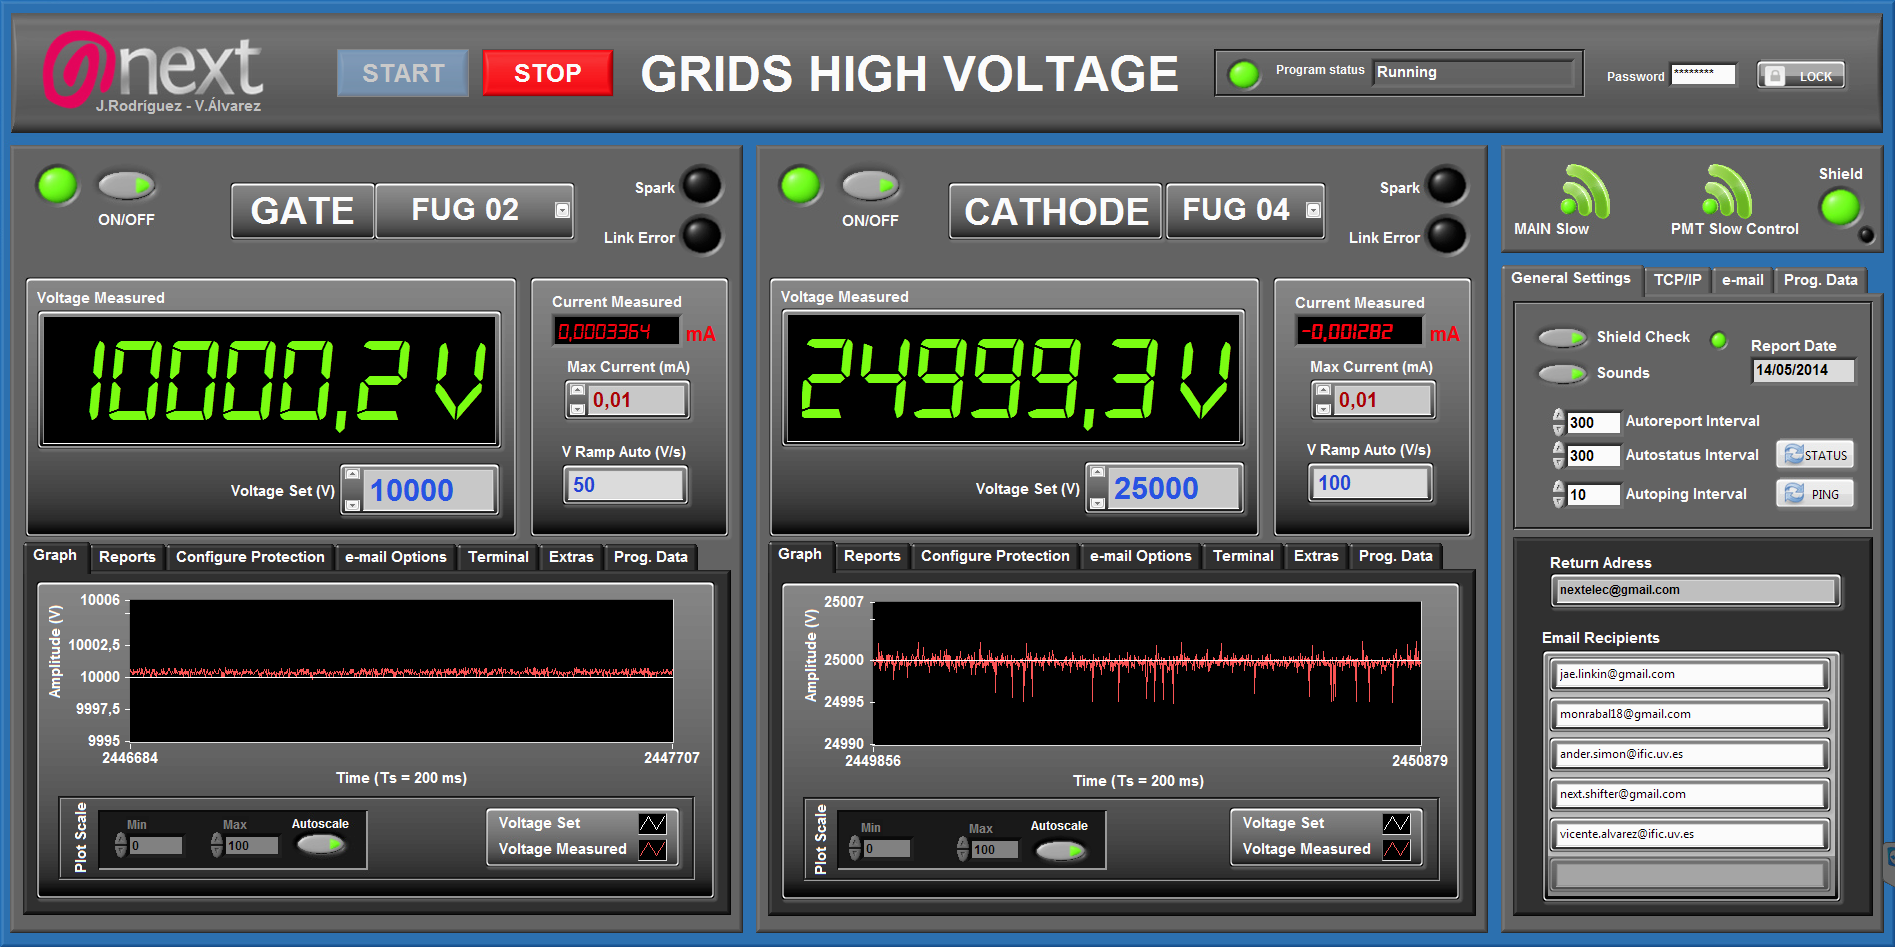 next
J.Rodríguez - V.Álvarez
START
STOP
GRIDS HIGH VOLTAGE
Program status
Running
Password
********
LOCK
ON/OFF
GATE
FUG 02
Spark
Link Error
Voltage Measured
10000,2 V
Voltage Set (V)
10000
Current Measured
0,0003364 mA
Max Current (mA)
0,01
V Ramp Auto (V/s)
50
Graph
Reports
Configure Protection
e-mail Options
Terminal
Extras
Prog. Data
Amplitude (V)
10006
10002,5
10000
9997,5
9995
2446684
2447707
Time (Ts = 200 ms)
Plot Scale
Min
0
Max
100
Autoscale
Voltage Set
Voltage Measured
ON/OFF
CATHODE
FUG 04
Spark
Link Error
Voltage Measured
24999,3 V
Voltage Set (V)
25000
Current Measured
-0,001282 mA
Max Current (mA)
0,01
V Ramp Auto (V/s)
100
Graph
Reports
Configure Protection
e-mail Options
Terminal
Extras
Prog. Data
Amplitude (V)
25007
25000
24995
24990
2449856
2450879
Time (Ts = 200 ms)
Plot Scale
Min
0
Max
100
Autoscale
Voltage Set
Voltage Measured
MAIN Slow
PMT Slow Control
Shield
General Settings
TCP/IP
e-mail
Prog. Data
Shield Check
Sounds
Report Date
14/05/2014
300 Autoreport Interval
300 Autostatus Interval
STATUS
10 Autoping Interval
PING
Return Adress
nextelec@gmail.com
Email Recipients
jae.linkin@gmail.com
monrabal18@gmail.com
ander.simon@ific.uv.es
next.shifter@gmail.com
vicente.alvarez@ific.uv.es